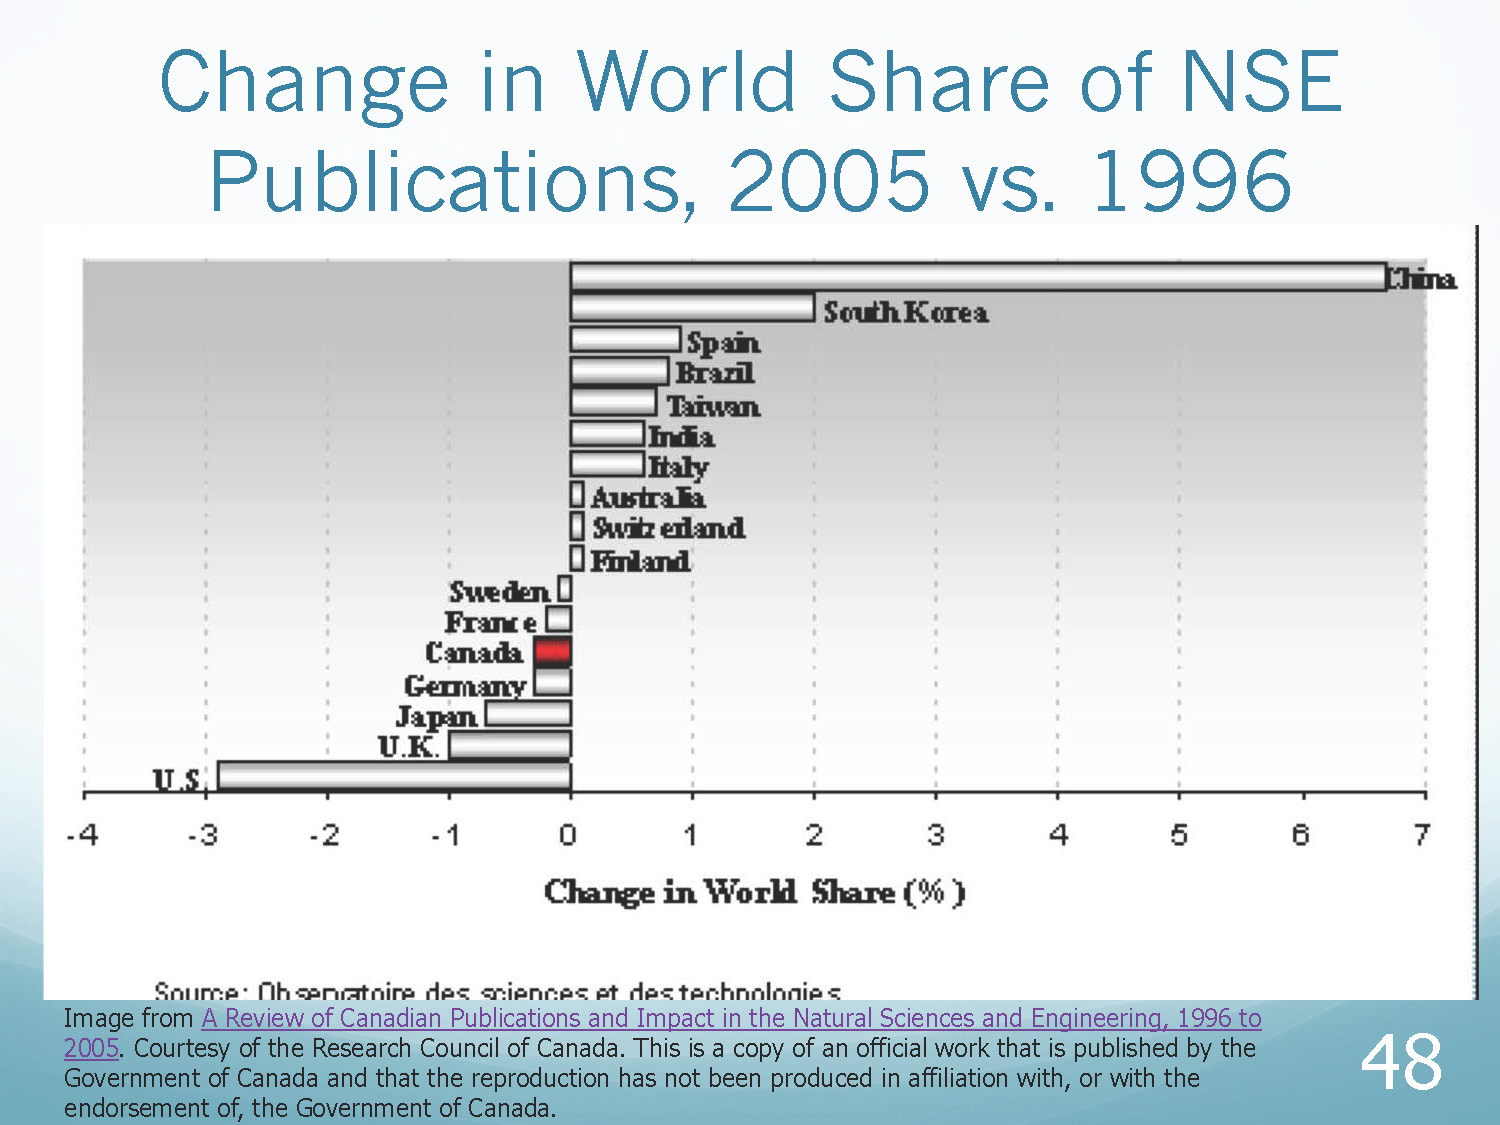 Change in World Share of NSE
Publications, 2005 vs. 1996
China
South Korea
Spain
Brazil
Taiwan
India
Italy
Australia
Switzerland
Finland
Sweden
France
Canada
Germany
Japan
U.K.
U.S.
-4 -3 -2 -1 0 1 2 3 4 5 6 7
Change in World Share (%)
Source: Observatoire des sciences et des technologies
Image from A Review of Canadian Publications and Impact in the Natural Sciences and Engineering, 1996 to
2005. Courtesy of the Research Council of Canada. This is a copy of an official work that is published by the
Government of Canada and that the reproduction has not been produced in affiliation with, or with the
endorsement of, the Government of Canada.
48